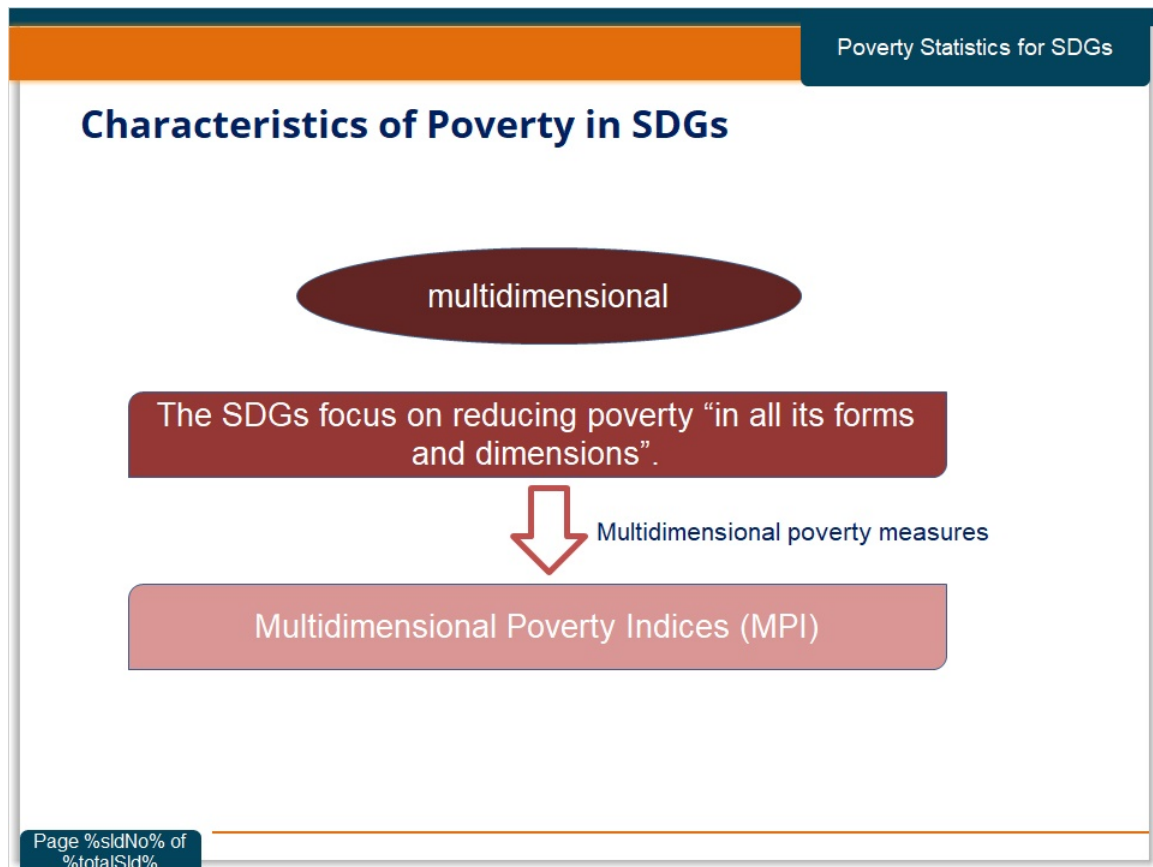 Poverty Statistics for SDGs
Characteristics of Poverty in SDGs
multidimensional
The SDGs focus on reducing poverty “in all its forms
and dimensions”.
Multidimensional poverty measures
Multidimensional Poverty Indices (MPI)
Page %sldNo% of
%totalSld%